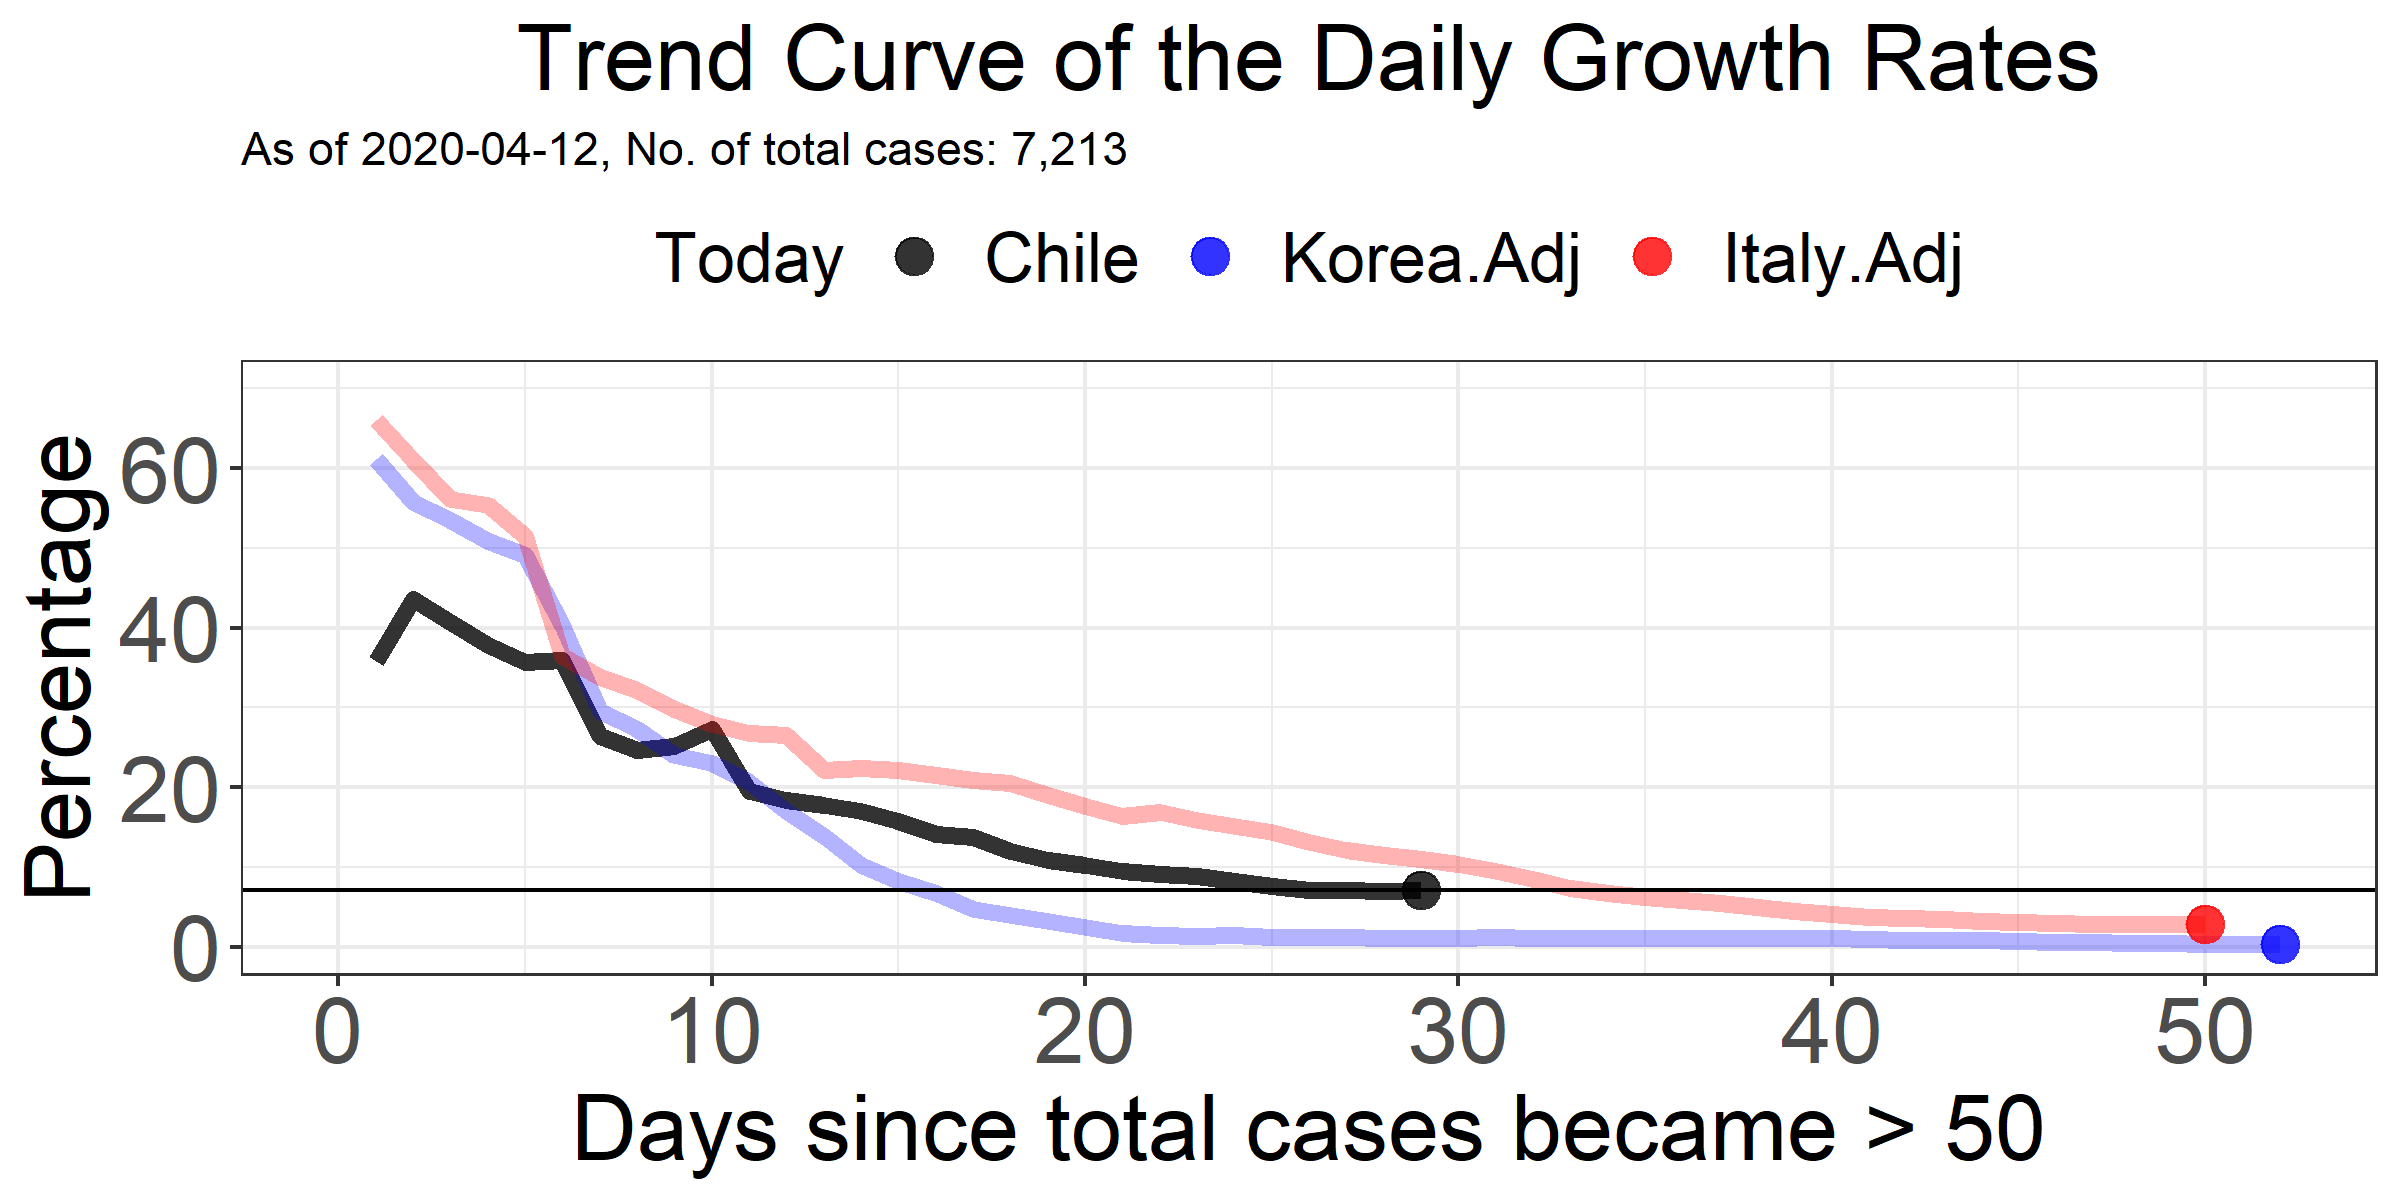 Trend Curve of the Daily Growth Rates
As of 2020-04-12, No. of total cases: 7,213
Today Chile Korea.Adj Italy.Adj
Percentage
60
40
20
0
0 10 20 30 40 50
Days since total cases became > 50